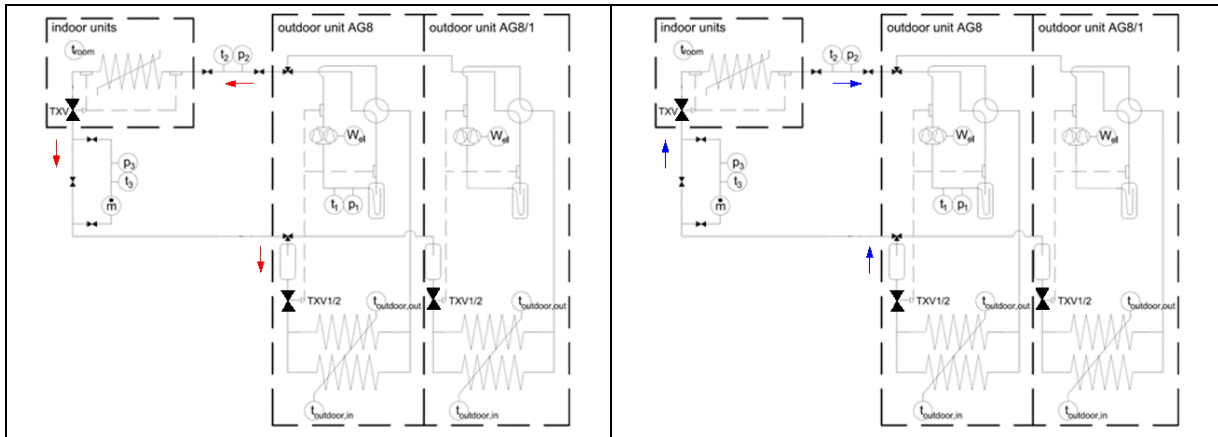 indoor units
outdoor unit AG8
outdoor unit AG8/1
troom
t2 p2
TXV
Wel
Wel
p3
t3
ṁ
t1 p1
TXV1/2
toutdoor,out
TXV1/2
toutdoor,out
toutdoor,in
toutdoor,in
indoor units
outdoor unit AG8
outdoor unit AG8/1
troom
t2 p2
TXV
Wel
Wel
p3
t3
ṁ
t1 p1
TXV1/2
toutdoor,out
TXV1/2
toutdoor,out
toutdoor,in
toutdoor,in